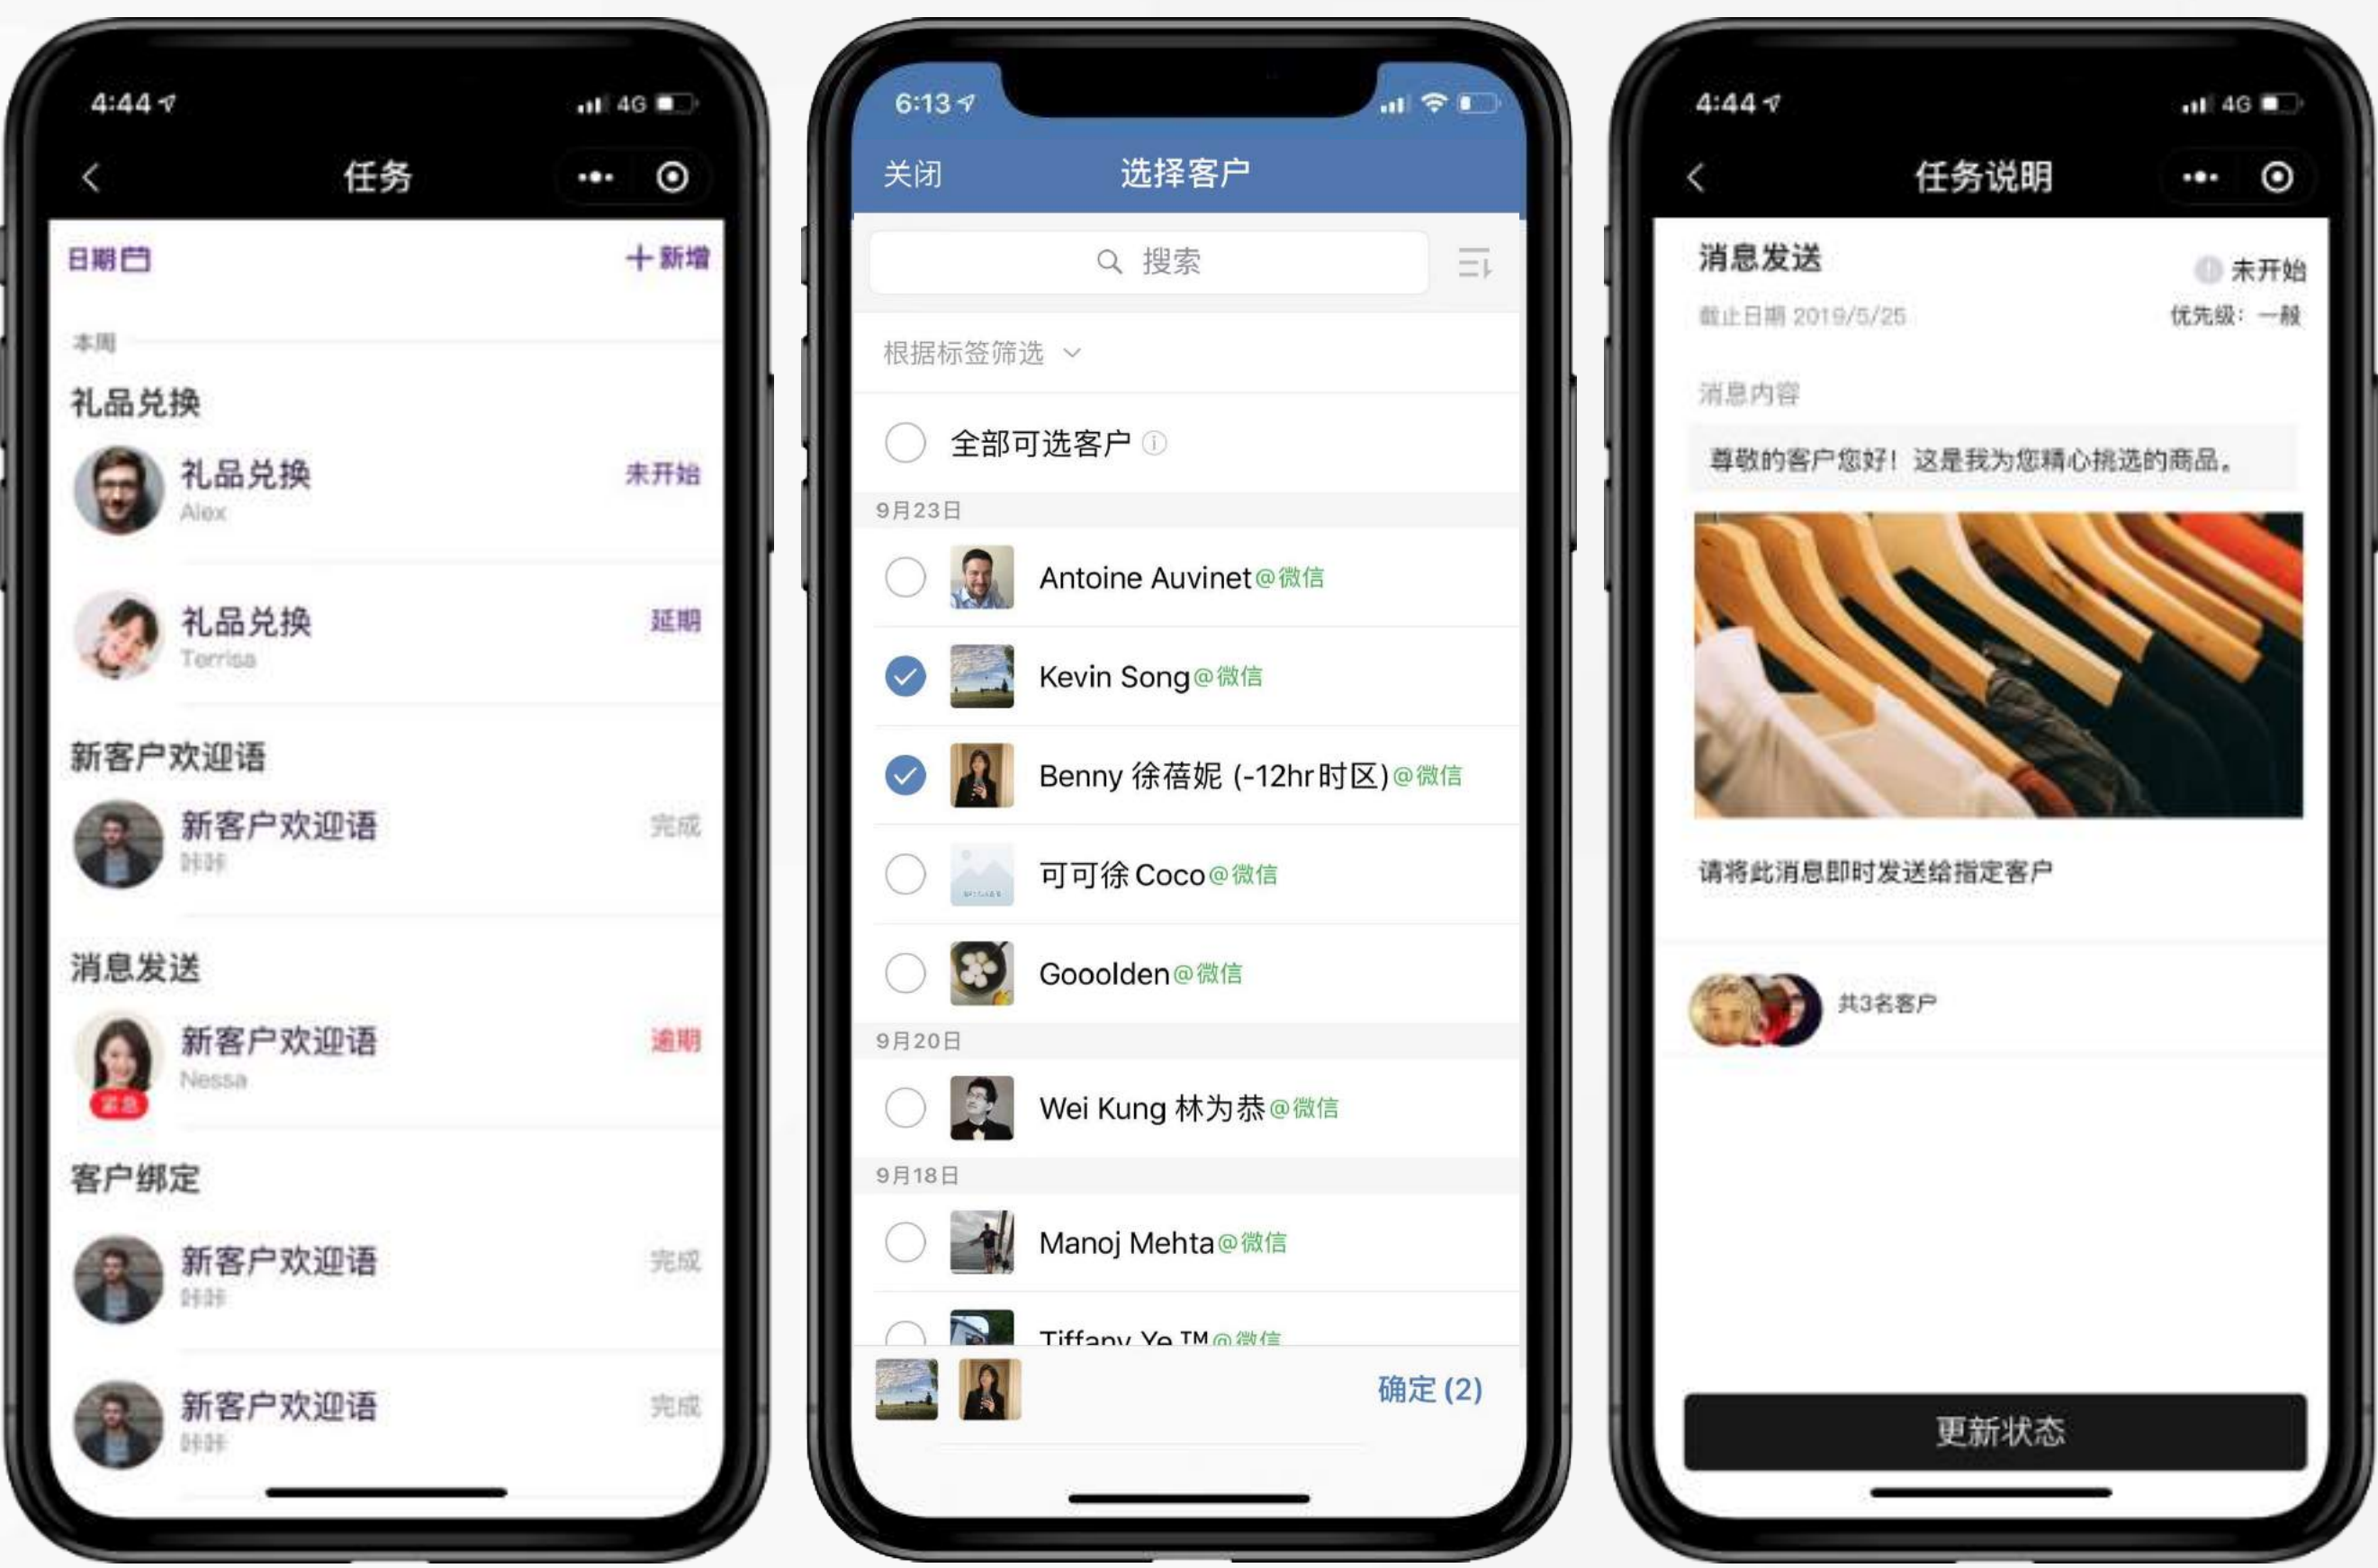 4:44
4G
任务
日期
新增
本周
礼品兑换
礼品兑换
未开始
Alex
礼品兑换
延期
Terrisa
新客户欢迎语
新客户欢迎语
完成
咔咔
消息发送
新客户欢迎语
逾期
Nessa
紧急
客户绑定
新客户欢迎语
完成
咔咔
新客户欢迎语
完成
咔咔
6:13
关闭
选择客户
搜索
根据标签筛选
全部可选客户
9月23日
Antoine Auvinet@微信
Kevin Song@微信
Benny 徐蓓妮 (-12hr时区)@微信
可可徐 Coco@微信
Gooolden@微信
9月20日
Wei Kung 林为恭@微信
9月18日
Manoj Mehta@微信
Tiffany Ye ™@微信
确定 (2)
4:44
4G
任务说明
消息发送
未开始
截止日期 2019/5/25
优先级：一般
消息内容
尊敬的客户您好！这是我为您精心挑选的商品。
请将此消息即时发送给指定客户
共3名客户
更新状态